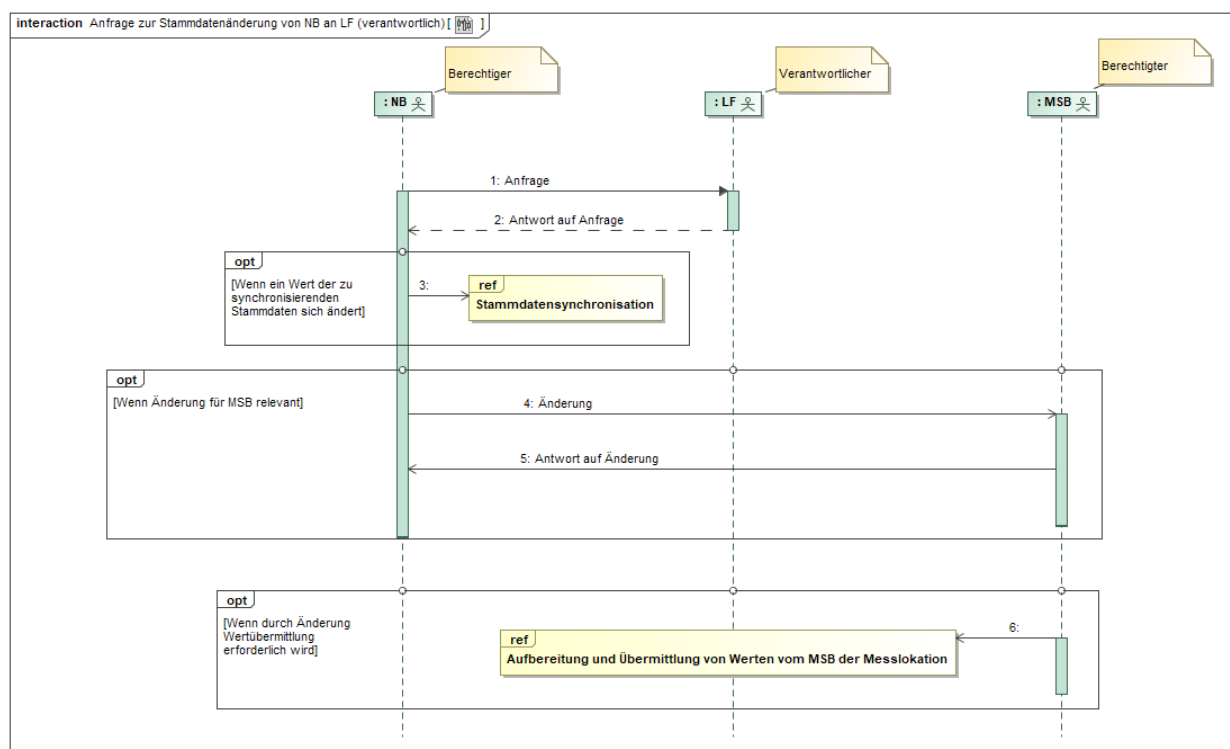 interaction Anfrage zur Stammdatenänderung von NB an LF (verantwortlich) [ ]
Berechtiger
Verantwortlicher
Berechtigter
: NB
: LF
: MSB
1: Anfrage
2: Antwort auf Anfrage
opt
[Wenn ein Wert der zu
synchronisierenden
Stammdaten sich ändert]
3:
ref
Stammdatensynchronisation
opt
[Wenn Änderung für MSB relevant]
4: Änderung
5: Antwort auf Änderung
opt
[Wenn durch Änderung
Wertübermittlung
erforderlich wird]
6:
ref
Aufbereitung und Übermittlung von Werten vom MSB der Messlokation